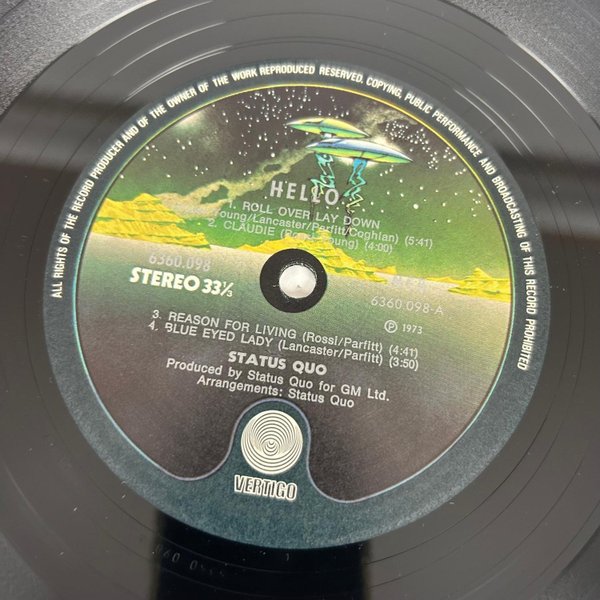 ALL RIGHTS OF THE RECORD PRODUCER AND OF THE OWNER OF THE WORK REPRODUCED RESERVED. COPYING, PUBLIC PERFORMANCE AND BROADCASTING OF THIS RECORD PROHIBITED
HELLO
1. ROLL OVER LAY DOWN
Young/Lancaster/Parfitt/Coghlan) (5:41)
2. CLAUDIE Young) (4:00)
6360.098
STEREO 33⅓
6360.098-A
Ⓟ 1973
3. REASON FOR LIVING (Rossi/Parfitt) (4:41)
4. BLUE EYED LADY (Lancaster/Parfitt) (3:50)
STATUS QUO
Produced by Status Quo for GM Ltd.
Arrangements: Status Quo
VERTIGO